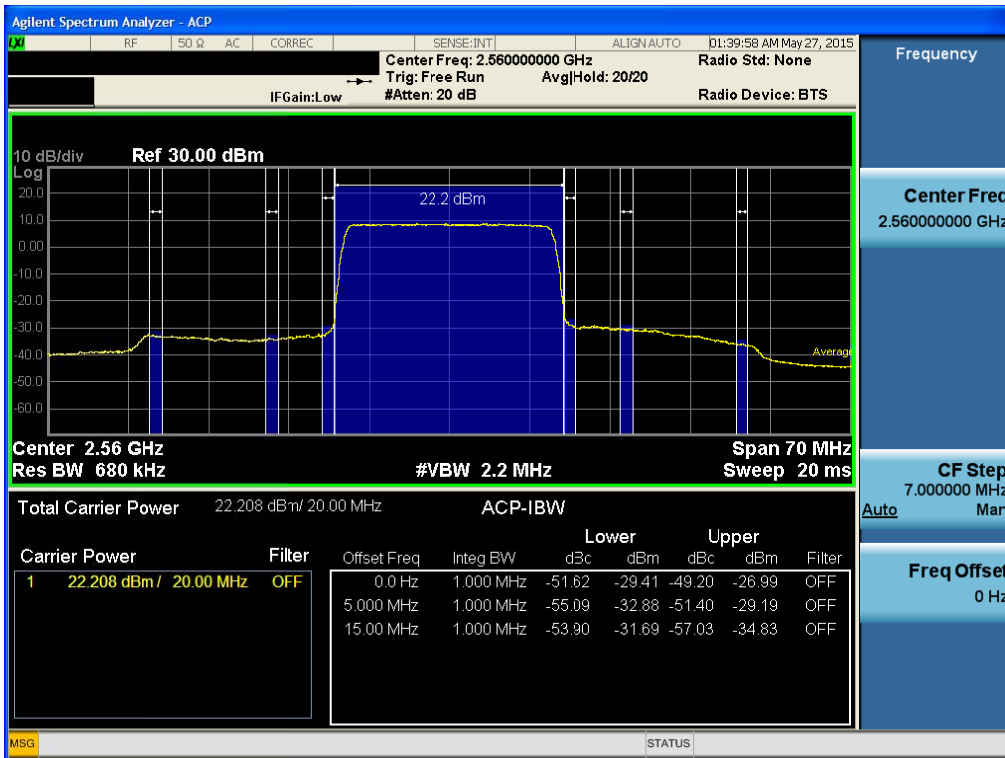 Agilent Spectrum Analyzer - ACP
LXI RF 50 Ω AC CORREC SENSE:INT ALIGN AUTO 01:39:58 AM May 27, 2015
Center Freq: 2.560000000 GHz Radio Std: None
Trig: Free Run Avg|Hold: 20/20
IFGain:Low #Atten: 20 dB Radio Device: BTS
10 dB/div Ref 30.00 dBm
Log
20.0
10.0
0.00
-10.0
-20.0
-30.0
-40.0
-50.0
-60.0
22.2 dBm
Average
Center 2.56 GHz Span 70 MHz
Res BW 680 kHz #VBW 2.2 MHz Sweep 20 ms
Total Carrier Power 22.208 dBm/ 20.00 MHz ACP-IBW
Lower Upper
Carrier Power Filter Offset Freq Integ BW dBc dBm dBc dBm Filter
1 22.208 dBm / 20.00 MHz OFF 0.0 Hz 1.000 MHz -51.62 -29.41 -49.20 -26.99 OFF
5.000 MHz 1.000 MHz -55.09 -32.88 -51.40 -29.19 OFF
15.00 MHz 1.000 MHz -53.90 -31.69 -57.03 -34.83 OFF
MSG STATUS
Frequency
Center Freq
2.560000000 GHz
CF Step
7.000000 MHz
Auto Man
Freq Offset
0 Hz